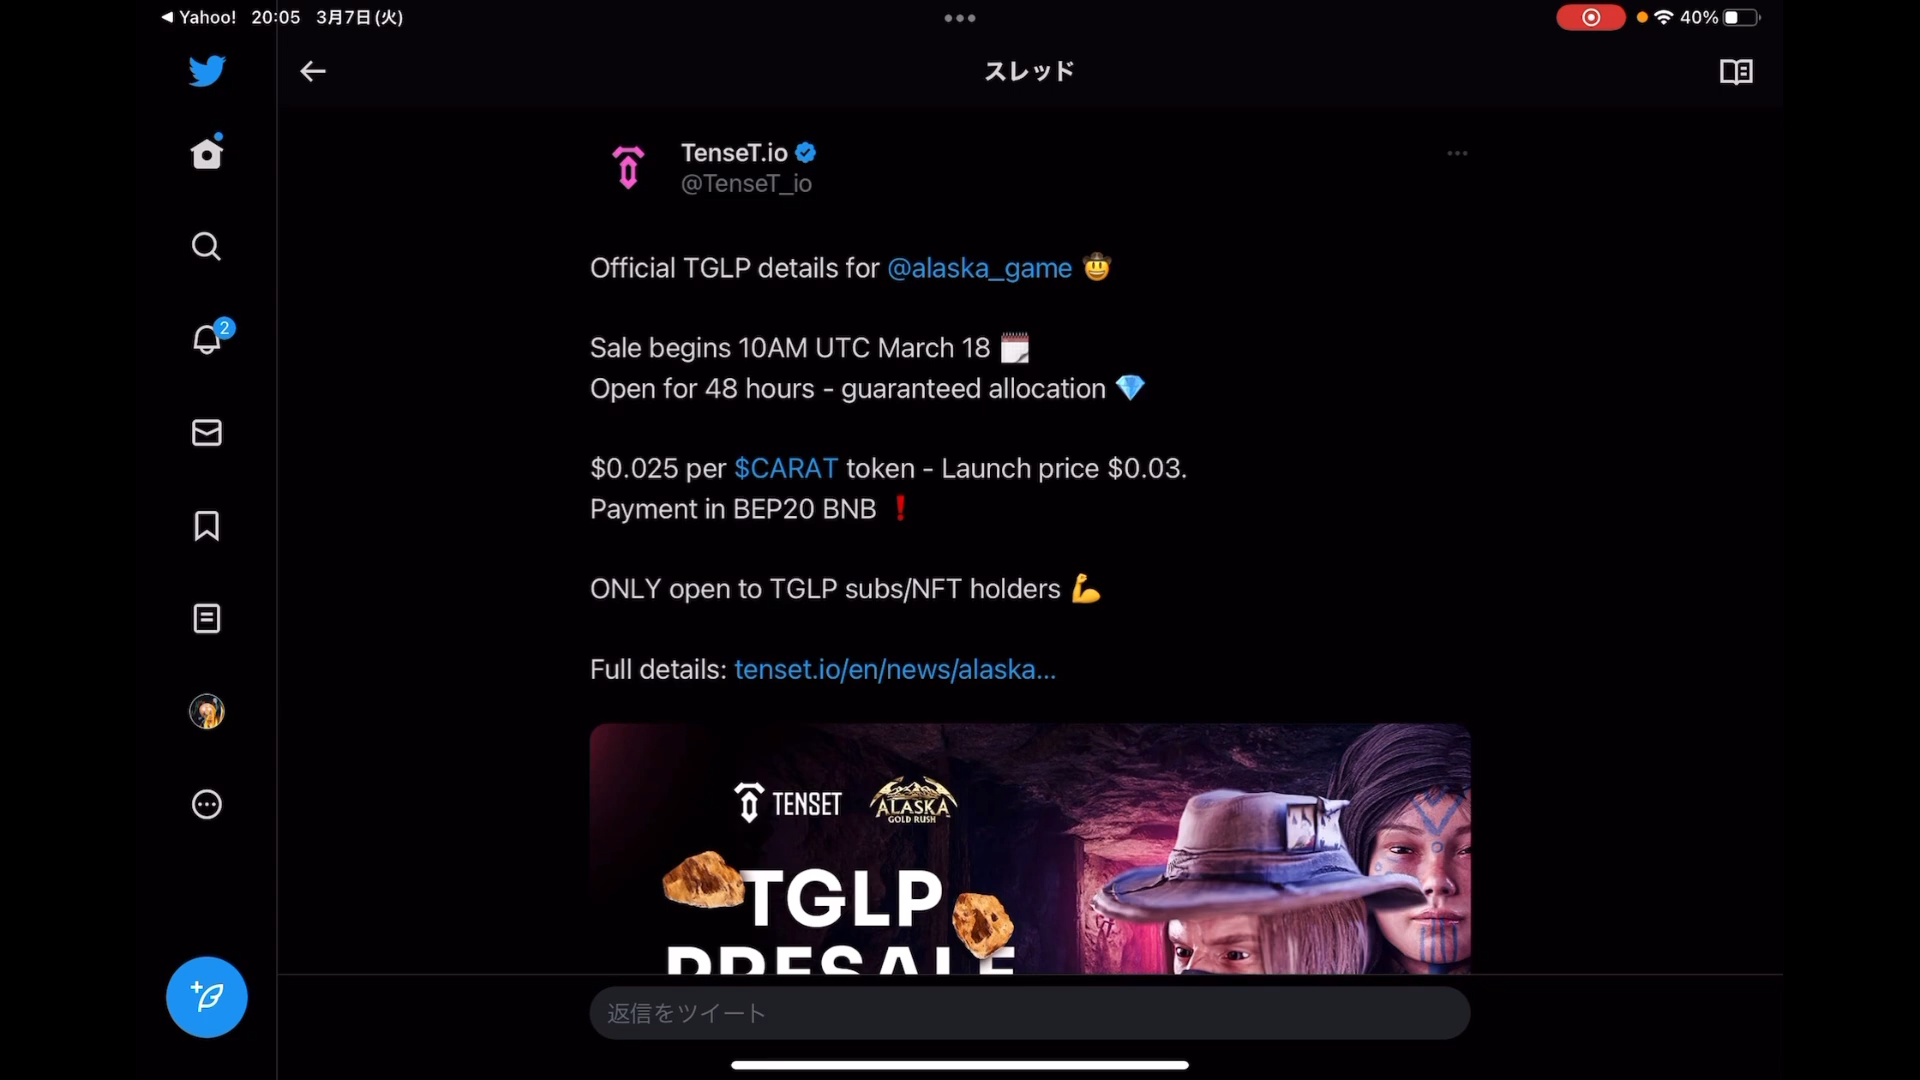 Yahoo! 20:05 3月7日(火)
40%
スレッド
TenseT.io
@TenseT_io
Official TGLP details for @alaska_game 🤠
Sale begins 10AM UTC March 18 🗓
Open for 48 hours - guaranteed allocation 💎
$0.025 per $CARAT token - Launch price $0.03.
Payment in BEP20 BNB ❗
ONLY open to TGLP subs/NFT holders 💪
Full details: tenset.io/en/news/alaska...
2
TENSET
ALASKA
GOLD RUSH
TGLP
PRESALE
返信をツイート